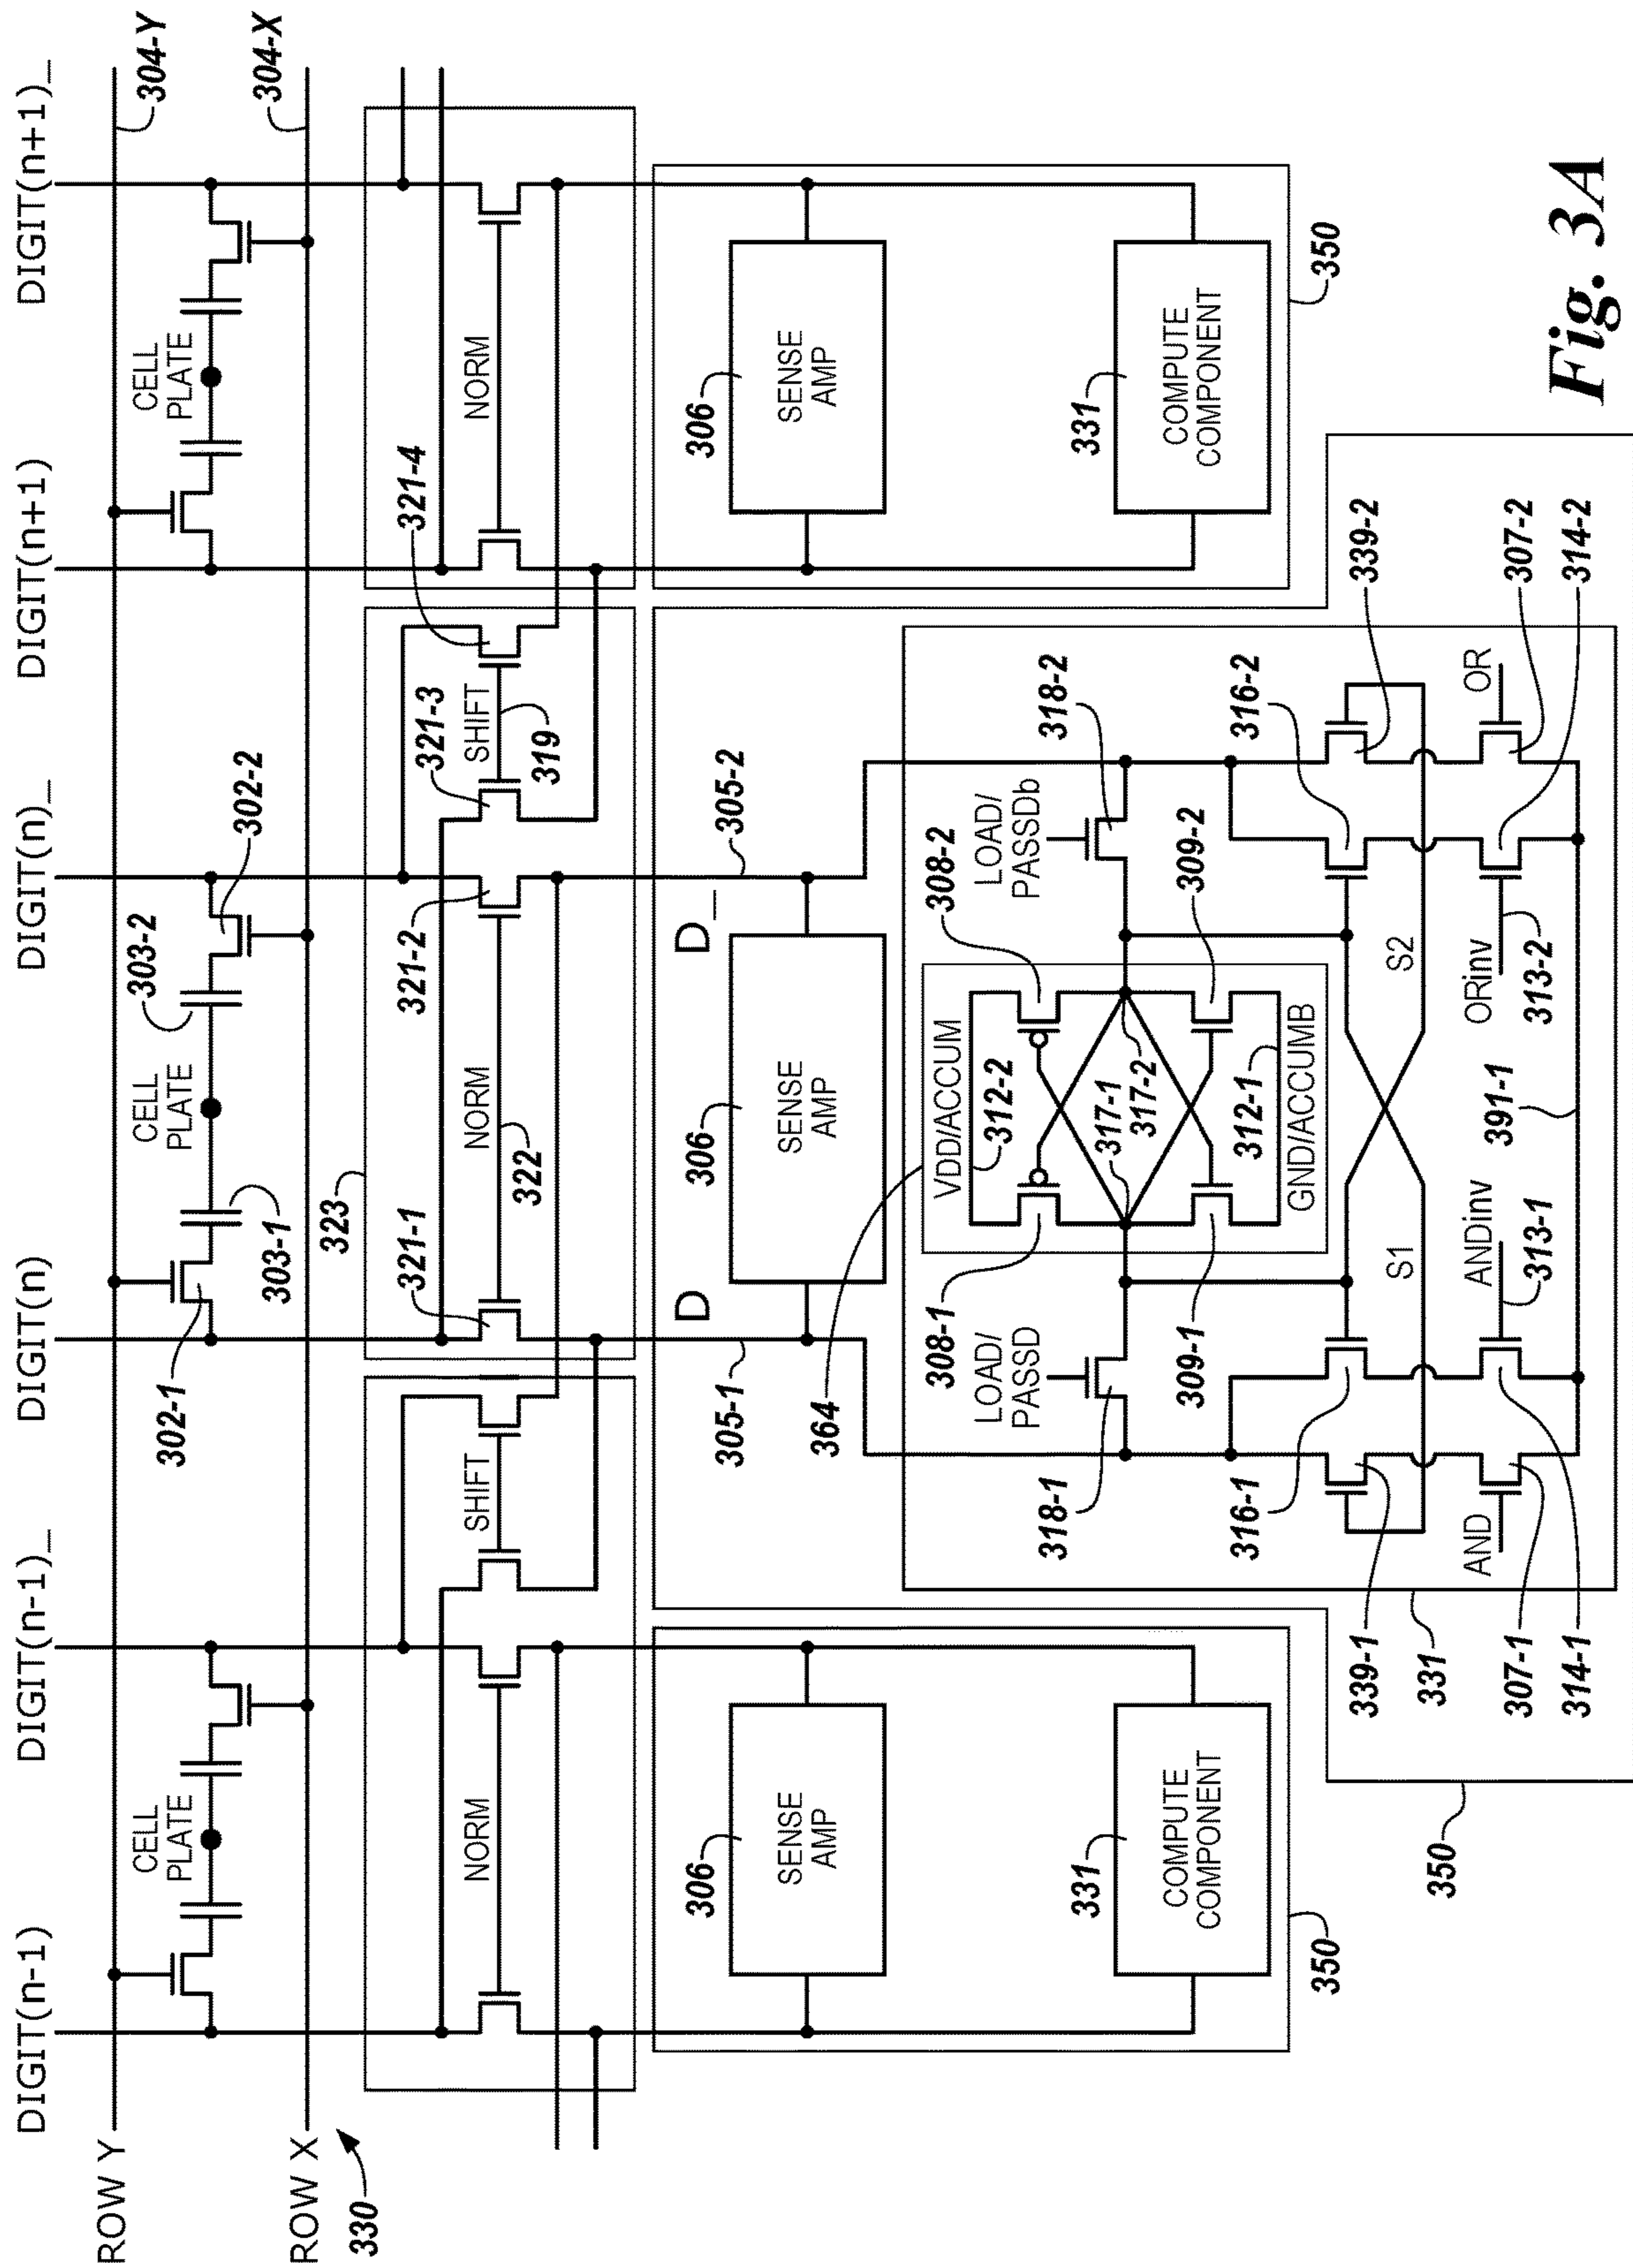 DIGIT(n-1)
DIGIT(n-1)_
DIGIT(n)
DIGIT(n)_
DIGIT(n+1)
DIGIT(n+1)_
ROW Y
304-Y
CELL
PLATE
CELL
PLATE
CELL
PLATE
302-1
303-1
303-2
302-2
ROW X
304-X
330
323
NORM
SHIFT
321-1
NORM
322
321-2
321-3
SHIFT
319
321-4
NORM
305-1
D
D_
305-2
306
SENSE
AMP
306
SENSE
AMP
306
SENSE
AMP
364
331
COMPUTE
COMPONENT
350
331
COMPUTE
COMPONENT
350
LOAD/
PASSD
318-1
308-1
309-1
VDD/ACCUM
312-2
317-1
317-2
312-1
GND/ACCUMB
308-2
309-2
LOAD/
PASSDb
318-2
316-1
316-2
339-1
331
307-1
314-1
350
S1
S2
339-2
307-2
314-2
AND
ANDinv
313-1
391-1
ORinv
313-2
OR
Fig. 3A